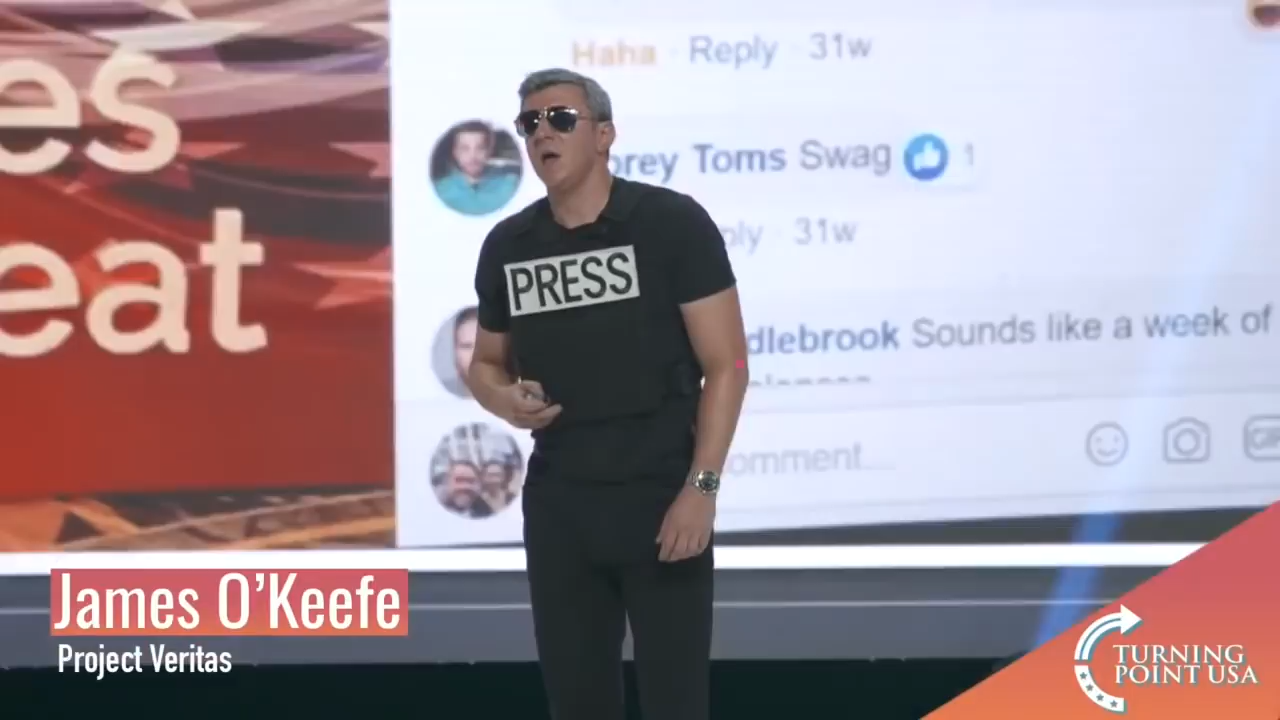 es
eat
Haha · Reply · 31w
orey Toms Swag 1
ply · 31w
dlebrook Sounds like a week of
omment...
PRESS
James O'Keefe
Project Veritas
TURNING
POINT USA